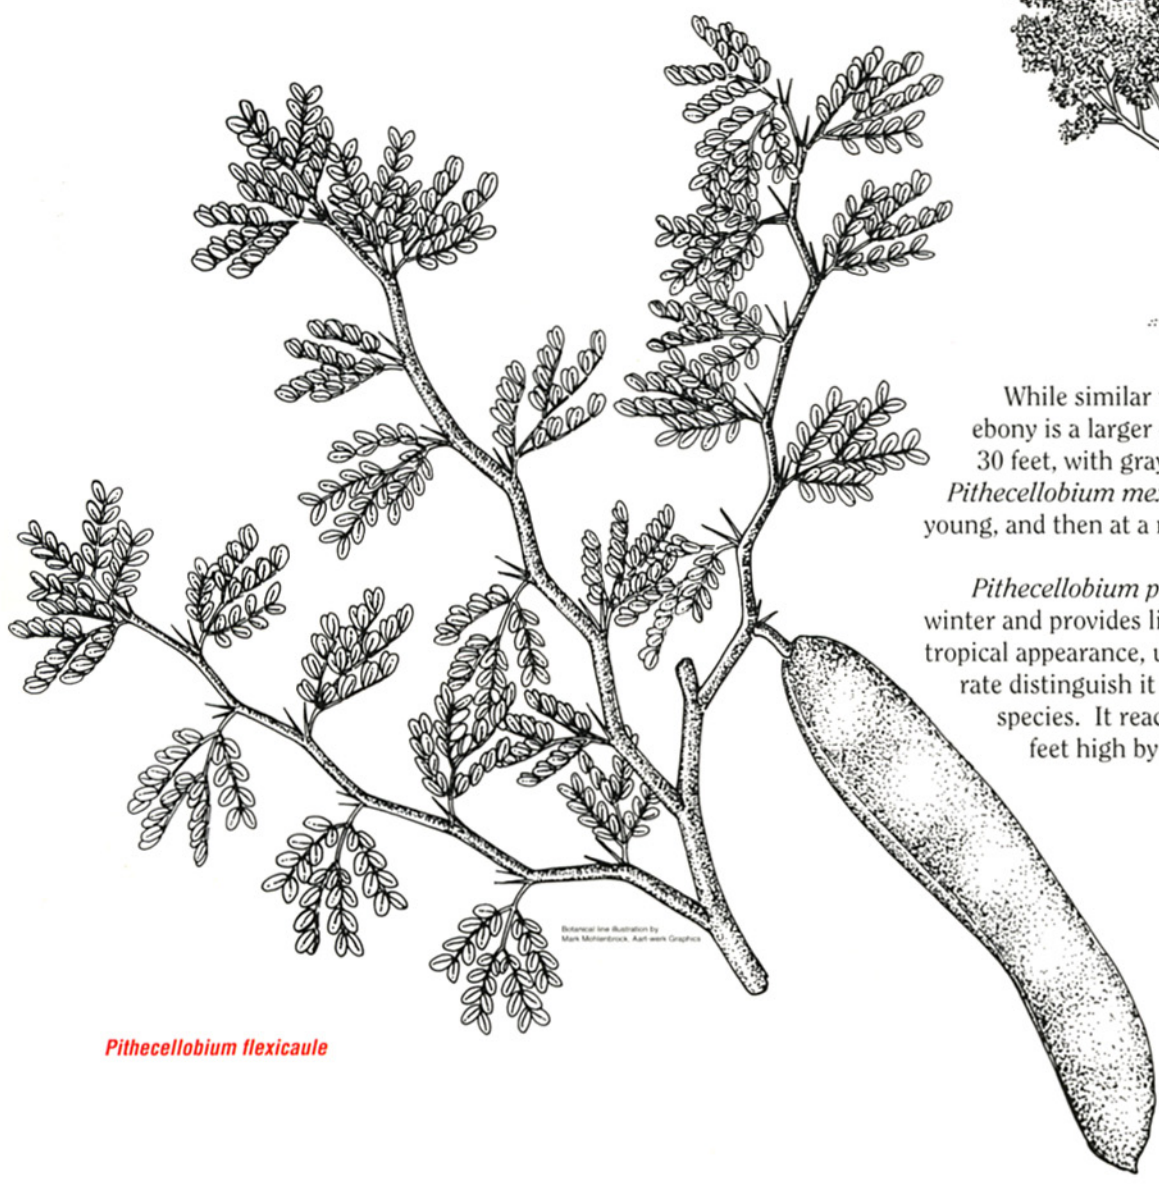 While similar
ebony is a larger
30 feet, with gray
Pithecellobium mex
young, and then at a
Pithecellobium p
winter and provides li
tropical appearance, u
rate distinguish it
species. It reac
feet high by
Botanical line illustration by
Mark Mohlenbrock, Aart-werk Graphics
Pithecellobium flexicaule